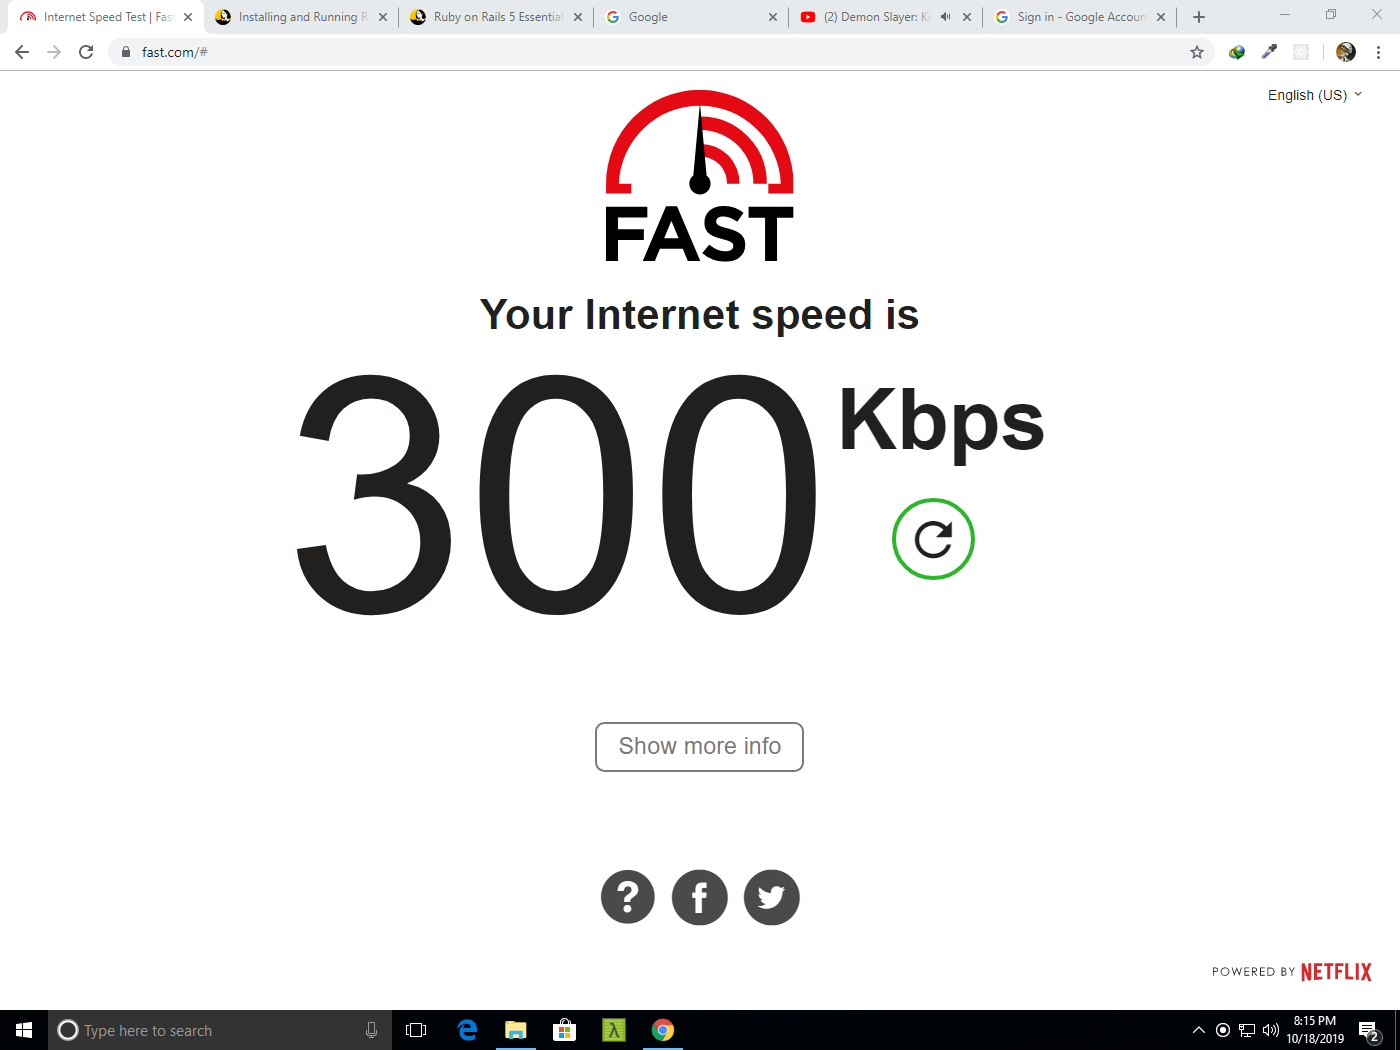 Internet Speed Test | Fast
Installing and Running R
Ruby on Rails 5 Essential
Google
(2) Demon Slayer: Ki
Sign in - Google Accoun
fast.com/#
English (US)
FAST
Your Internet speed is
300 Kbps
Show more info
?
f
POWERED BY NETFLIX
Type here to search
8:15 PM
10/18/2019
2